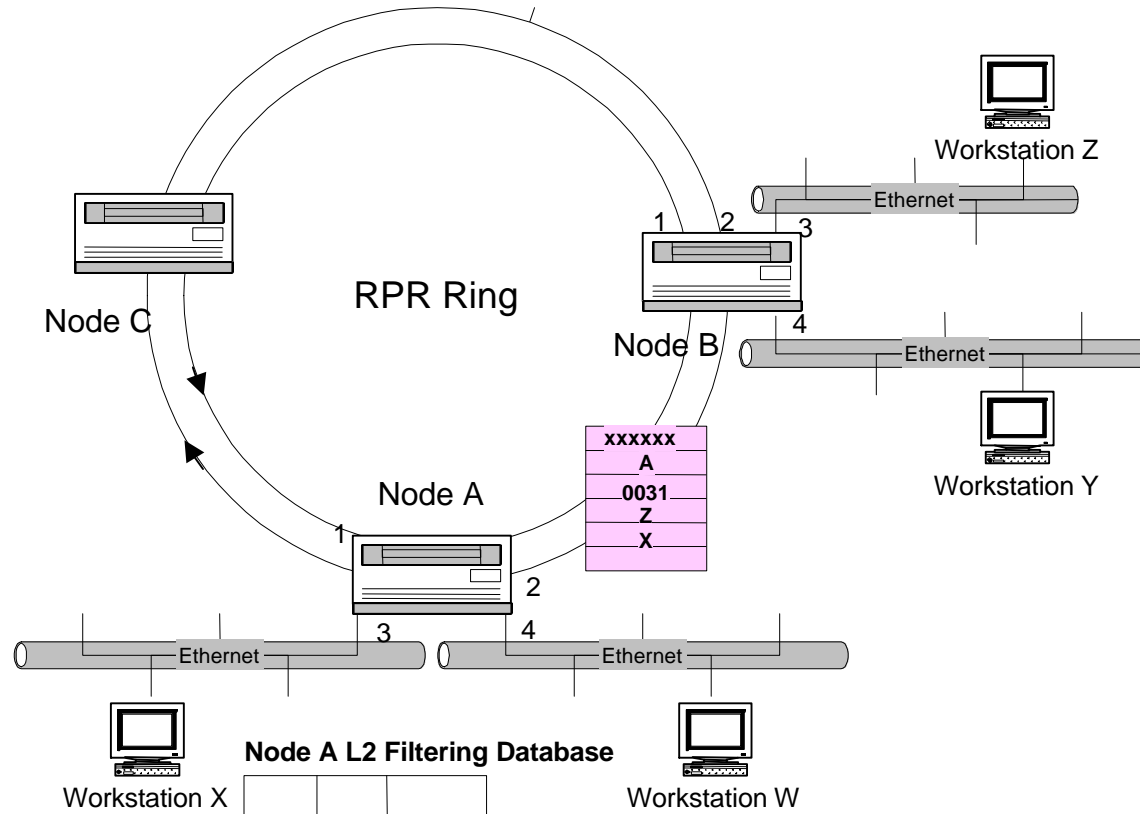 Workstation Z
Ethernet
1 2 3
RPR Ring
Node C
Node B
4
Ethernet
xxxxxx
A
0031
Z
X
Workstation Y
Node A
1
2
3
4
Ethernet
Ethernet
Workstation X
Node A L2 Filtering Database
Workstation W